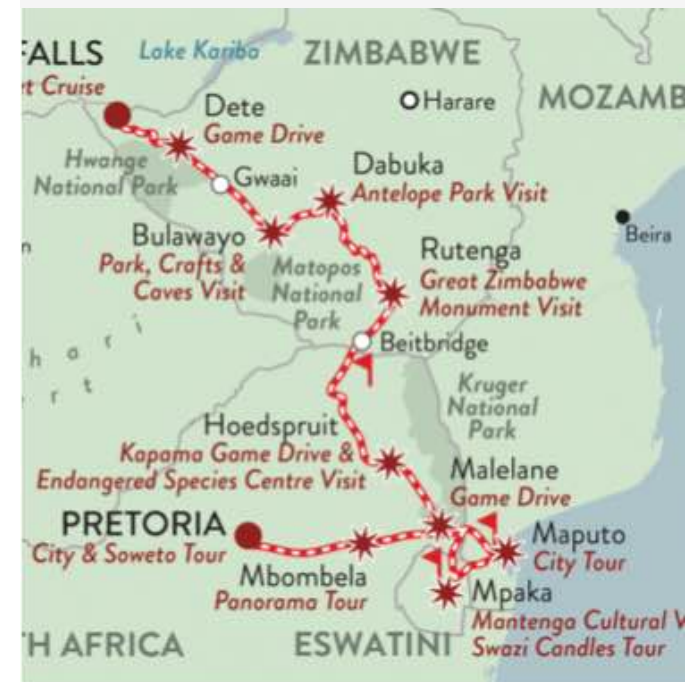 FALLS
t Cruise
Lake Kariba
ZIMBABWE
Harare
MOZAMB
Dete
Game Drive
Hwange
National Park
Gwaai
Dabuka
Antelope Park Visit
Bulawayo
Park, Crafts &
Caves Visit
Matopos
National
Park
Rutenga
Great Zimbabwe
Monument Visit
Beira
n
Beitbridge
h a r i
r t
Kruger
National
Park
Hoedspruit
Kapama Game Drive &
Endangered Species Centre Visit
Malelane
Game Drive
PRETORIA
City & Soweto Tour
Mbombela
Panorama Tour
Maputo
City Tour
Mpaka
Mantenga Cultural V
Swazi Candles Tour
TH AFRICA
ESWATINI